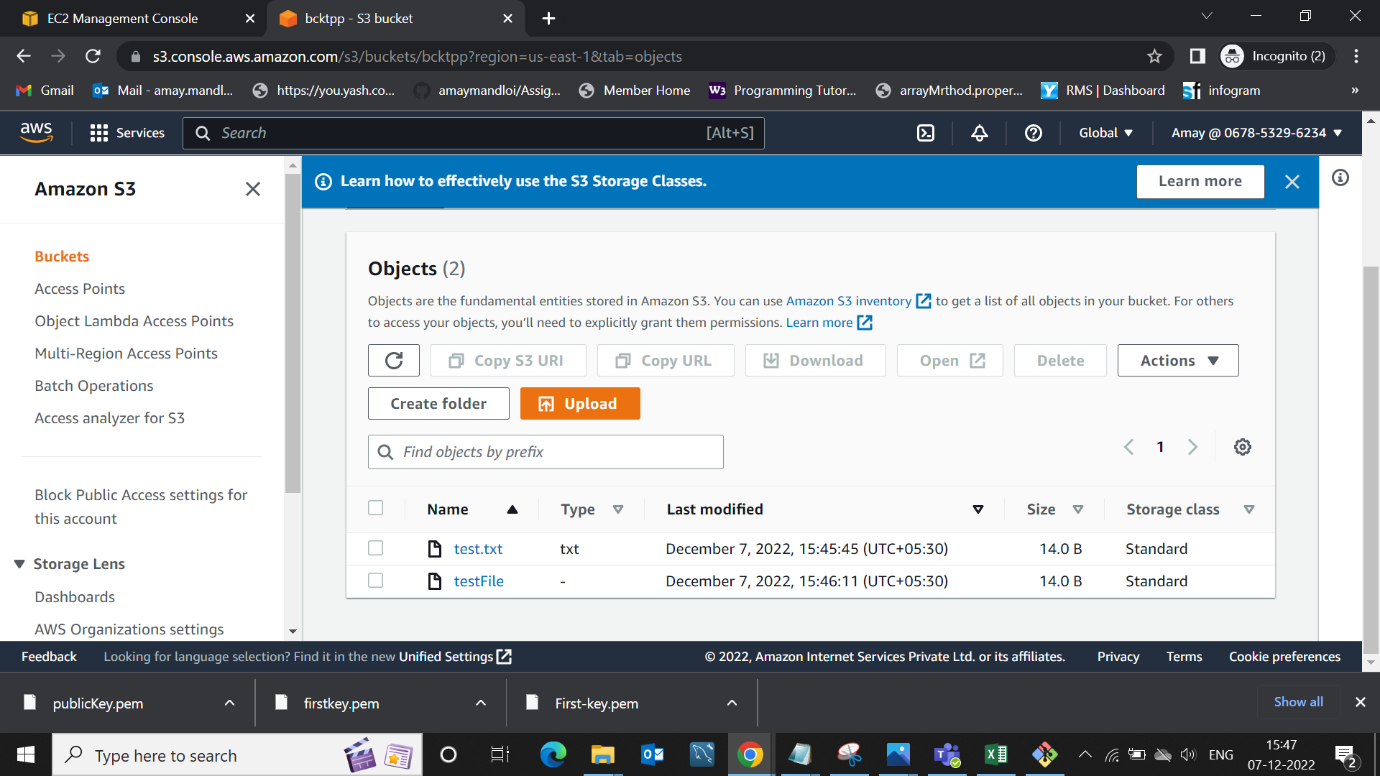 EC2 Management Console
bcktpp - S3 bucket
s3.console.aws.amazon.com/s3/buckets/bcktpp?region=us-east-1&tab=objects
Incognito (2)
Gmail
Mail - amay.mandl...
https://you.yash.co...
amaymandloi/Assig...
Member Home
W3
Programming Tutor...
arrayMrthod.proper...
RMS | Dashboard
infogram
»
aws
Services
Search
[Alt+S]
Global
Amay @ 0678-5329-6234
Amazon S3
Learn how to effectively use the S3 Storage Classes.
Learn more
Buckets
Access Points
Object Lambda Access Points
Multi-Region Access Points
Batch Operations
Access analyzer for S3
Block Public Access settings for
this account
Storage Lens
Dashboards
AWS Organizations settings
Objects (2)
Objects are the fundamental entities stored in Amazon S3. You can use Amazon S3 inventory to get a list of all objects in your bucket. For others
to access your objects, you'll need to explicitly grant them permissions. Learn more
Copy S3 URI
Copy URL
Download
Open
Delete
Actions
Create folder
Upload
Find objects by prefix
1
Name Type Last modified Size Storage class
test.txt txt December 7, 2022, 15:45:45 (UTC+05:30) 14.0 B Standard
testFile - December 7, 2022, 15:46:11 (UTC+05:30) 14.0 B Standard
Feedback
Looking for language selection? Find it in the new Unified Settings
© 2022, Amazon Internet Services Private Ltd. or its affiliates.
Privacy
Terms
Cookie preferences
publicKey.pem
firstkey.pem
First-key.pem
Show all
Type here to search
ENG
15:47
07-12-2022
2